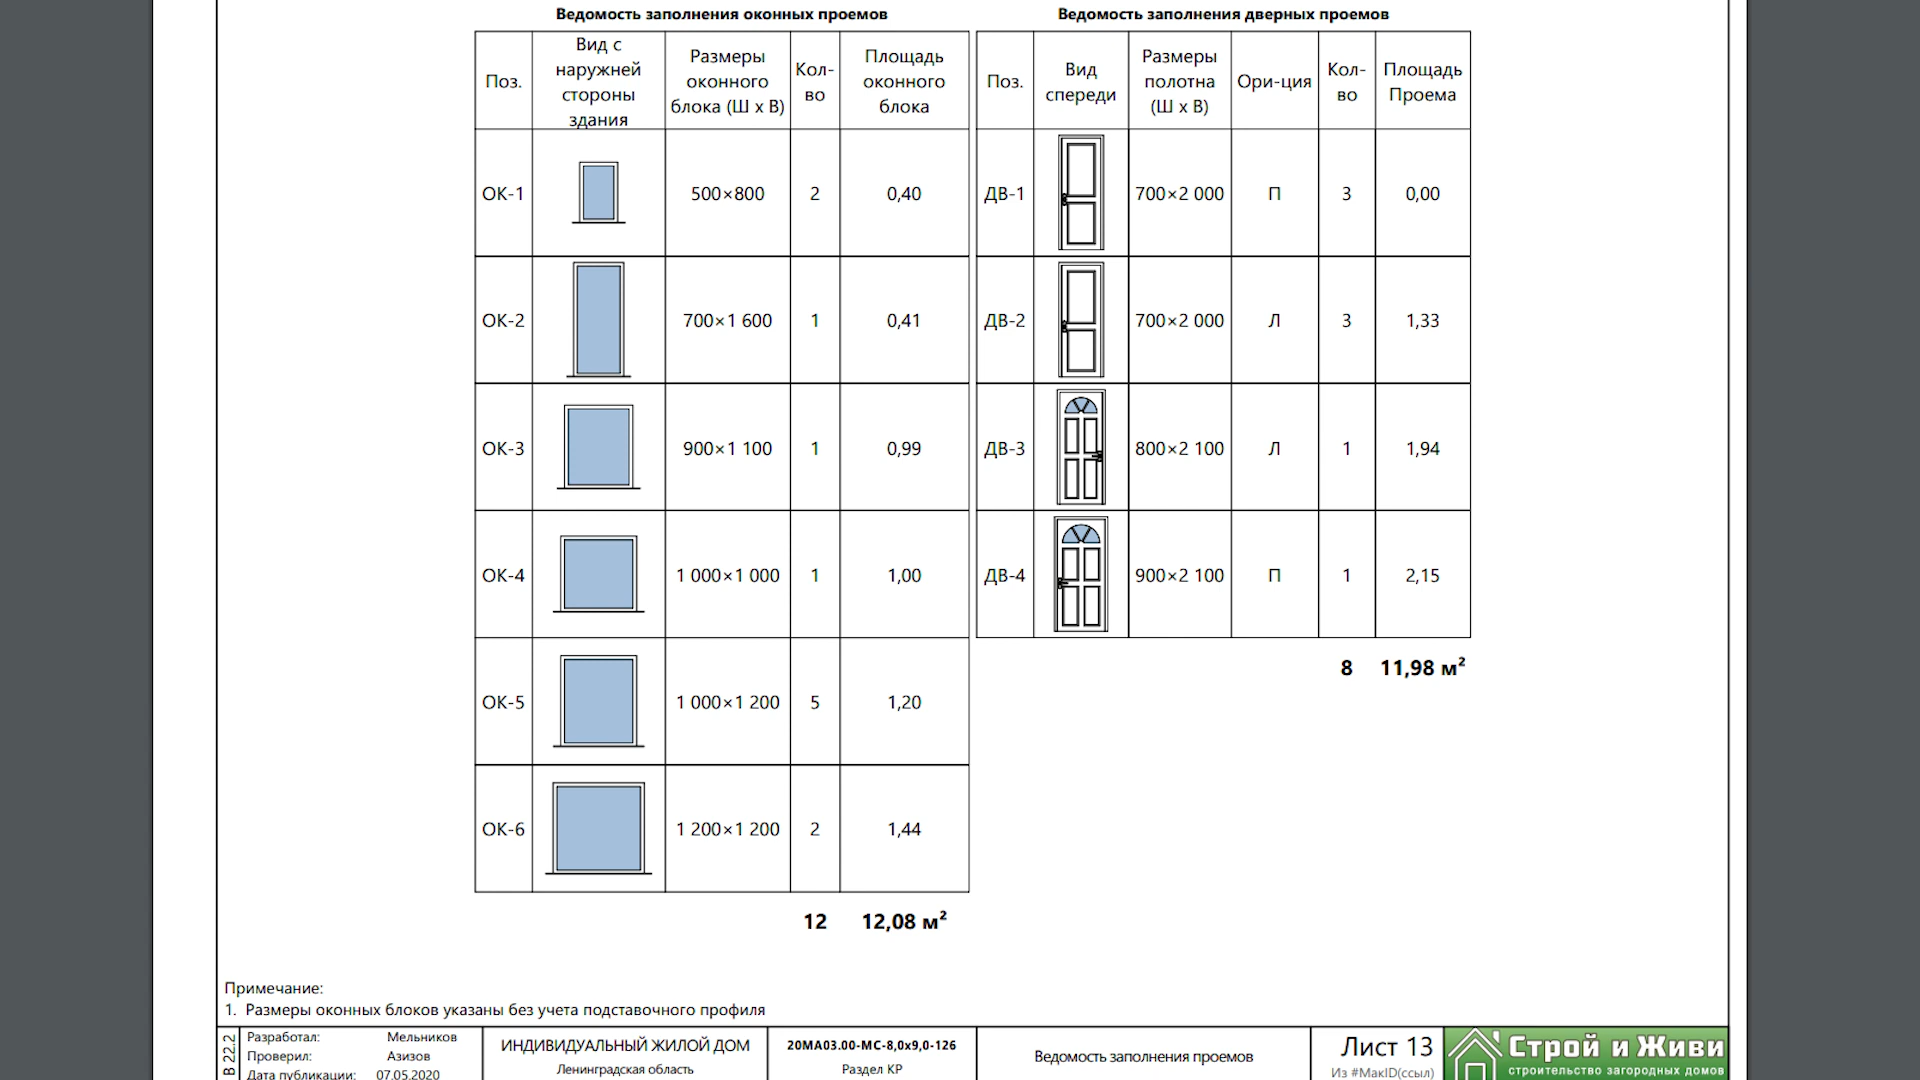 Ведомость заполнения оконных проемов
Поз.
Вид с
наружней
стороны
здания
Размеры
оконного
блока (Ш х В)
Кол-
во
Площадь
оконного
блока
ОК-1 500×800 2 0,40
ОК-2 700×1 600 1 0,41
ОК-3 900×1 100 1 0,99
ОК-4 1 000×1 000 1 1,00
ОК-5 1 000×1 200 5 1,20
ОК-6 1 200×1 200 2 1,44
12 12,08 м²
Ведомость заполнения дверных проемов
Поз.
Вид
спереди
Размеры
полотна
(Ш х В)
Ори-ция
Кол-
во
Площадь
Проема
ДВ-1 700×2 000 П 3 0,00
ДВ-2 700×2 000 Л 3 1,33
ДВ-3 800×2 100 Л 1 1,94
ДВ-4 900×2 100 П 1 2,15
8 11,98 м²
Примечание:
1. Размеры оконных блоков указаны без учета подставочного профиля
В 22.2
Разработал: Мельников
Проверил: Азизов
Дата публикации: 07.05.2020
ИНДИВИДУАЛЬНЫЙ ЖИЛОЙ ДОМ
Ленинградская область
20МА03.00-МС-8,0х9,0-126
Раздел КР
Ведомость заполнения проемов
Лист 13
Из #МакID(ссыл)
Строй и Живи
строительство загородных домов